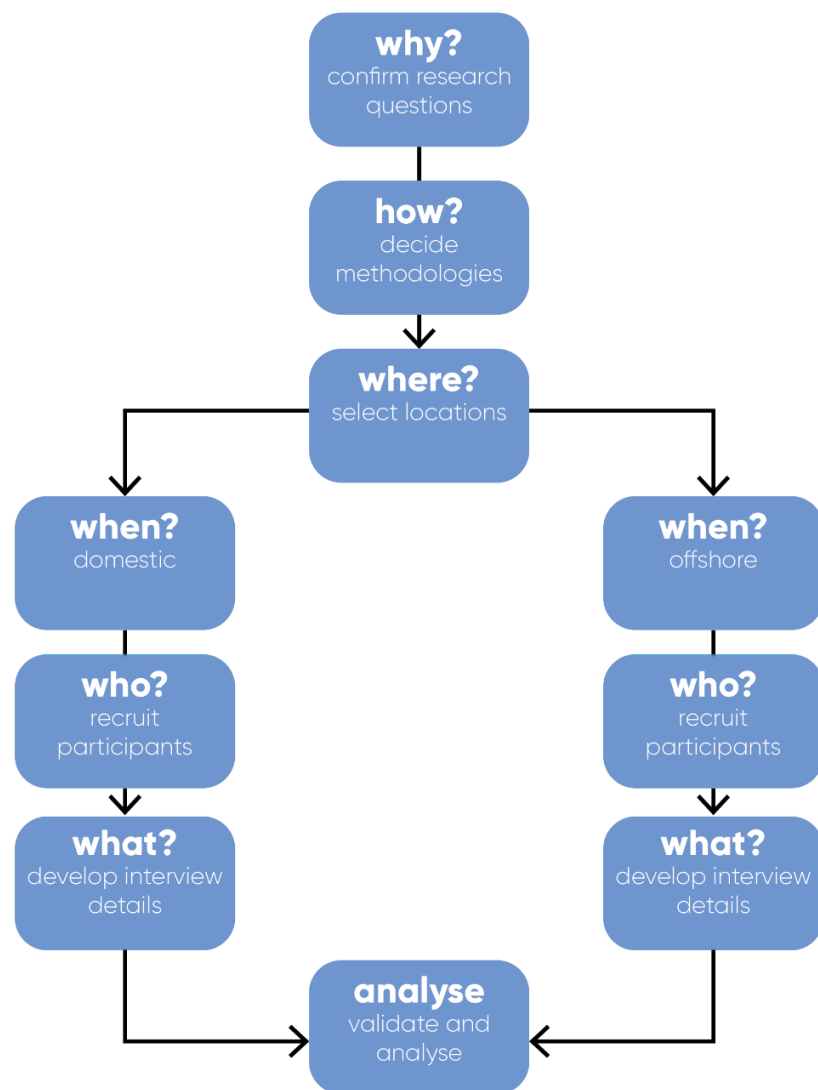 why?
confirm research
questions
how?
decide
methodologies
where?
select locations
when?
domestic
who?
recruit
participants
what?
develop interview
details
when?
offshore
who?
recruit
participants
what?
develop interview
details
analyse
validate and
analyse